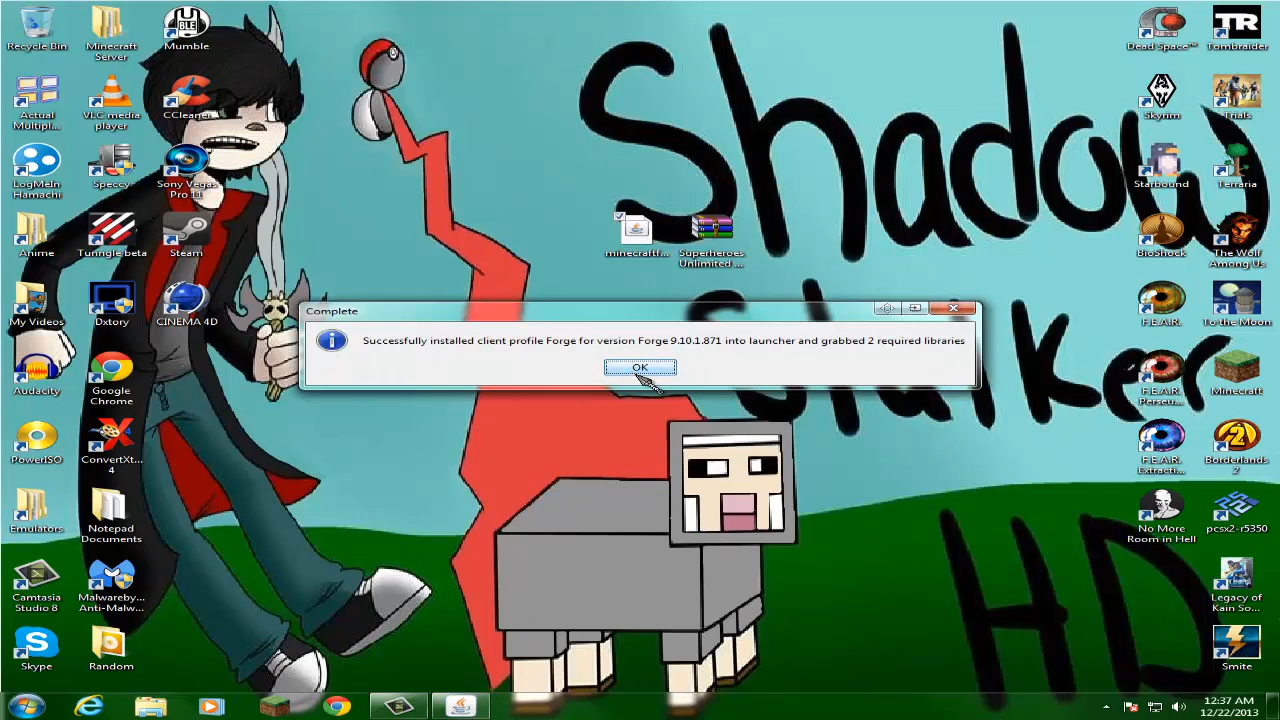 Recycle Bin
Minecraft
Server
Mumble
Actual
Multipl...
VLC media
player
CCleaner
LogMeIn
Hamachi
Speccy
Sony Vegas
Pro 11
Anime
Tunngle beta
Steam
My Videos
Dxtory
CINEMA 4D
Audacity
Google
Chrome
PowerISO
ConvertXt...
4
Emulators
Notepad
Documents
Camtasia
Studio 8
Malwareby...
Anti-Malw...
Skype
Random
Shadow
Stalker
HD
minecraftf...
Superheroes
Unlimited....
Complete
Successfully installed client profile Forge for version Forge 9.10.1.871 into launcher and grabbed 2 required libraries
OK
Dead Space™
TR
Tombraider
Skyrim
Trials
Starbound
Terraria
BioShock
The Wolf
Among Us
F.E.A.R.
To the Moon
F.E.A.R.
Perseu...
Minecraft
F.E.A.R.
Extracti...
Borderlands
2
No More
Room in Hell
pcsx2-r5350
Legacy of
Kain So...
Smite
12:37 AM
12/22/2013